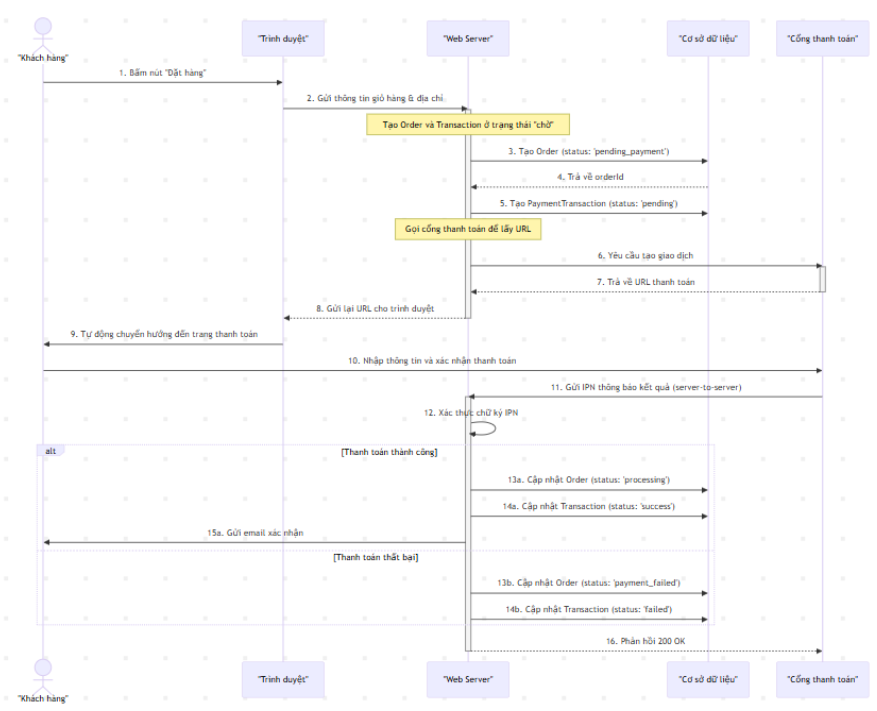 "Khách hàng"
"Trình duyệt"
"Web Server"
"Cơ sở dữ liệu"
"Cổng thanh toán"
1. Bấm nút "Đặt hàng"
2. Gửi thông tin giỏ hàng & địa chỉ
Tạo Order và Transaction ở trạng thái "chờ"
3. Tạo Order (status: 'pending_payment')
4. Trả về orderId
5. Tạo PaymentTransaction (status: 'pending')
Gọi cổng thanh toán để lấy URL
6. Yêu cầu tạo giao dịch
7. Trả về URL thanh toán
8. Gửi lại URL cho trình duyệt
9. Tự động chuyển hướng đến trang thanh toán
10. Nhập thông tin và xác nhận thanh toán
11. Gửi IPN thông báo kết quả (server-to-server)
12. Xác thực chữ ký IPN
alt
[Thanh toán thành công]
13a. Cập nhật Order (status: 'processing')
14a. Cập nhật Transaction (status: 'success')
15a. Gửi email xác nhận
[Thanh toán thất bại]
13b. Cập nhật Order (status: 'payment_failed')
14b. Cập nhật Transaction (status: 'failed')
16. Phản hồi 200 OK
"Khách hàng"
"Trình duyệt"
"Web Server"
"Cơ sở dữ liệu"
"Cổng thanh toán"